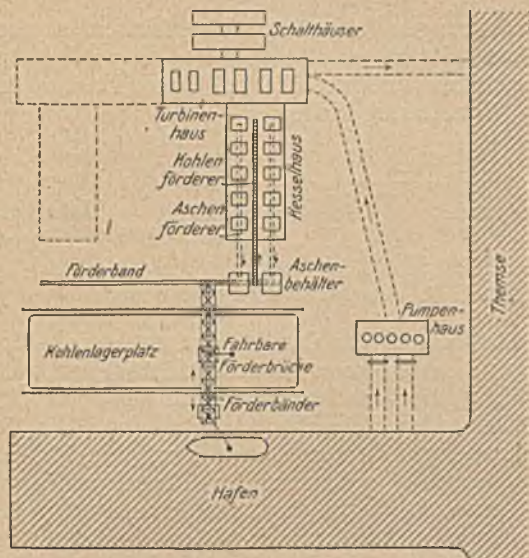 Schalthäuser
Turbinen-
haus
Kohlen
förderer
Aschen
förderer
Kesselhaus
Förderband
Aschen-
behälter
Pumpen-
haus
Themse
Kohlenlagerplatz
Fahrbare
Förderbrücke
Förderbänder
Hafen